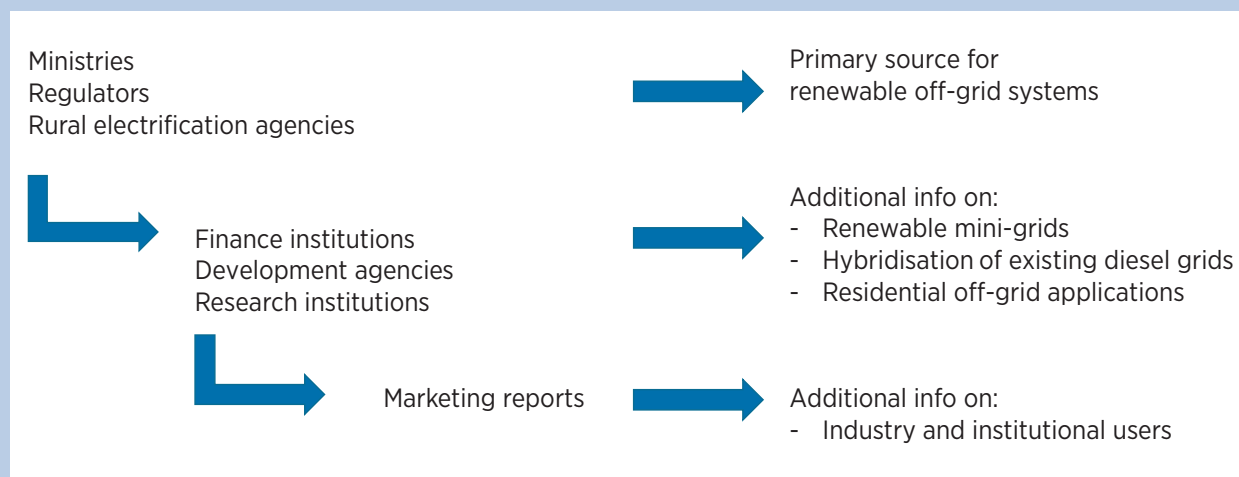 Ministries
Regulators
Rural electrification agencies
Primary source for
renewable off-grid systems
Finance institutions
Development agencies
Research institutions
Additional info on:
- Renewable mini-grids
- Hybridisation of existing diesel grids
- Residential off-grid applications
Marketing reports
Additional info on:
- Industry and institutional users